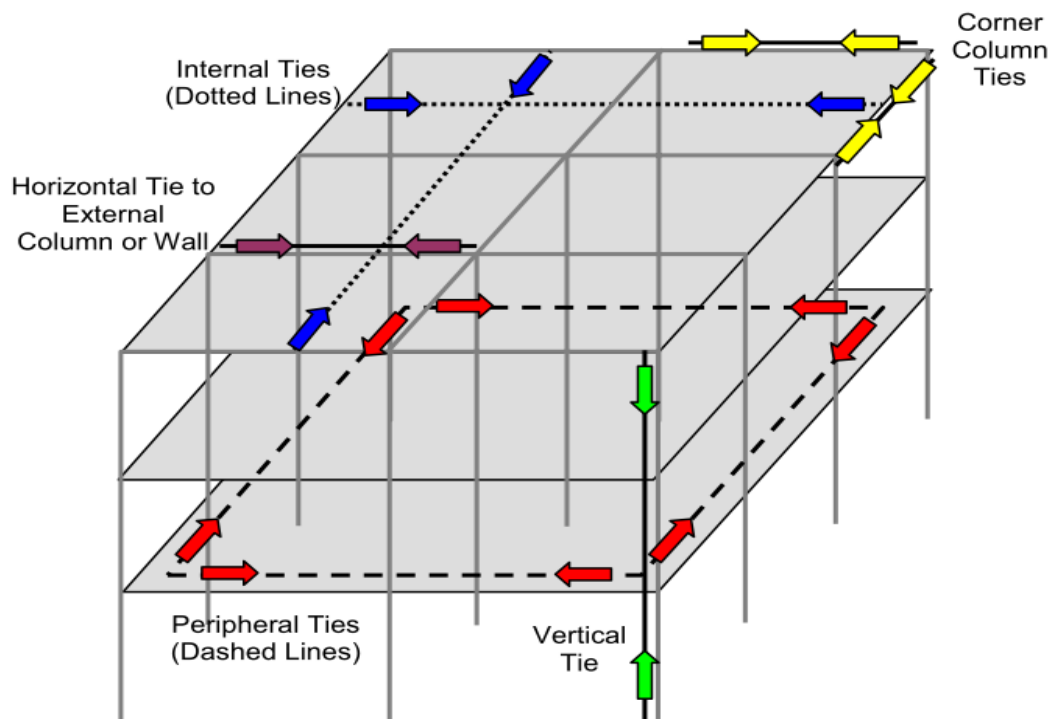 Corner
Column
Ties
Internal Ties
(Dotted Lines)
Horizontal Tie to
External
Column or Wall
Peripheral Ties
(Dashed Lines)
Vertical
Tie